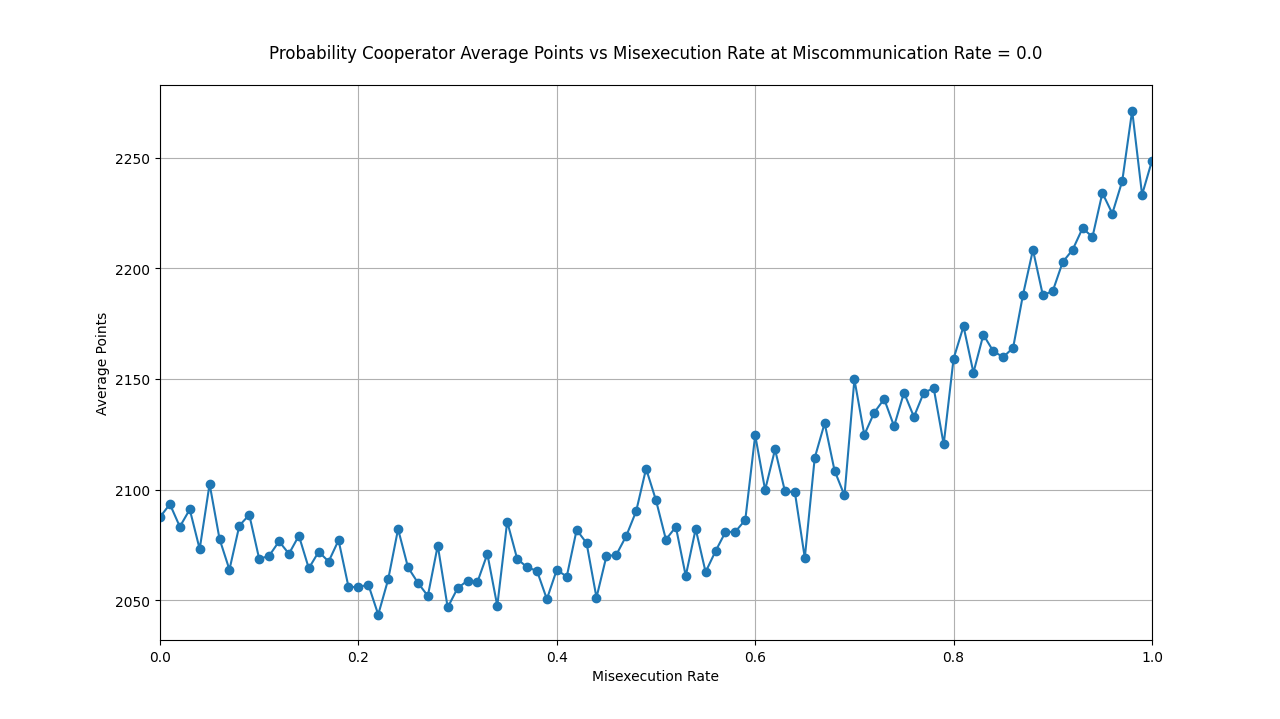 Probability Cooperator Average Points vs Misexecution Rate at Miscommunication Rate = 0.0
2250
2200
2150
2100
2050
Average Points
0.0 0.2 0.4 0.6 0.8 1.0
Misexecution Rate